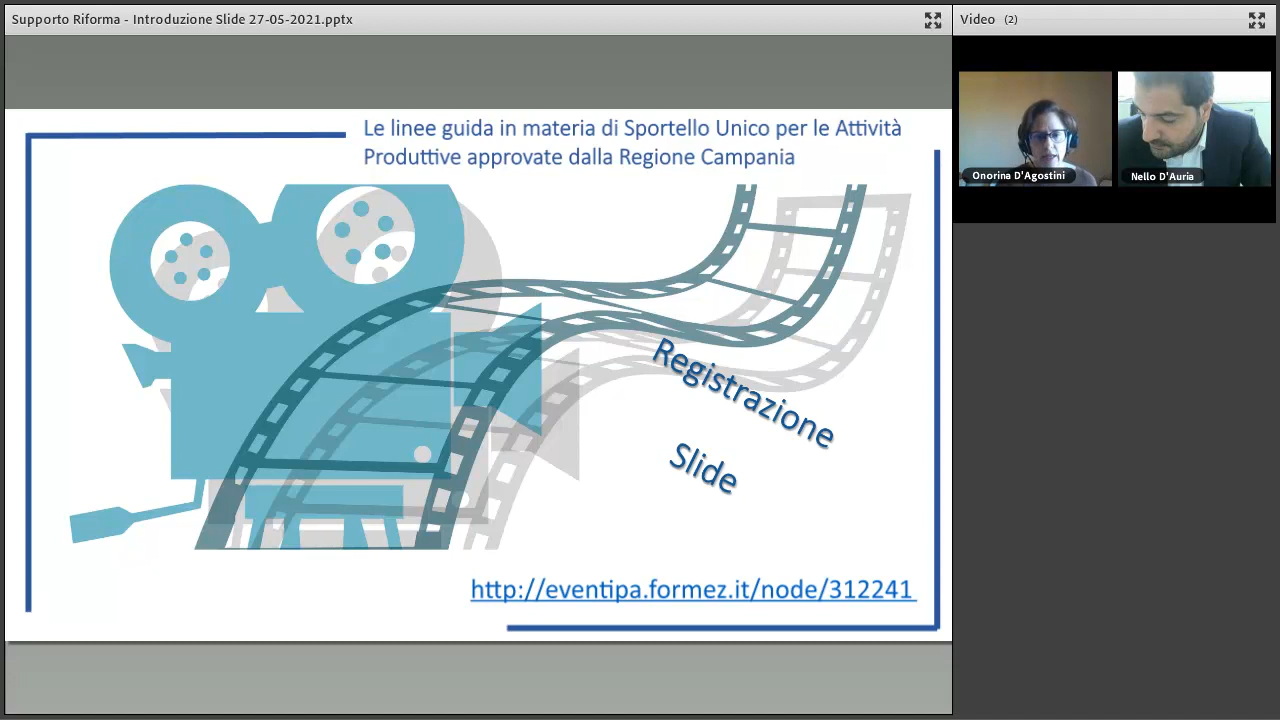 Supporto Riforma - Introduzione Slide 27-05-2021.pptx
Video (2)
Le linee guida in materia di Sportello Unico per le Attività
Produttive approvate dalla Regione Campania
Onorina D'Agostini
Nello D'Auria
Registrazione
Slide
http://eventipa.formez.it/node/312241